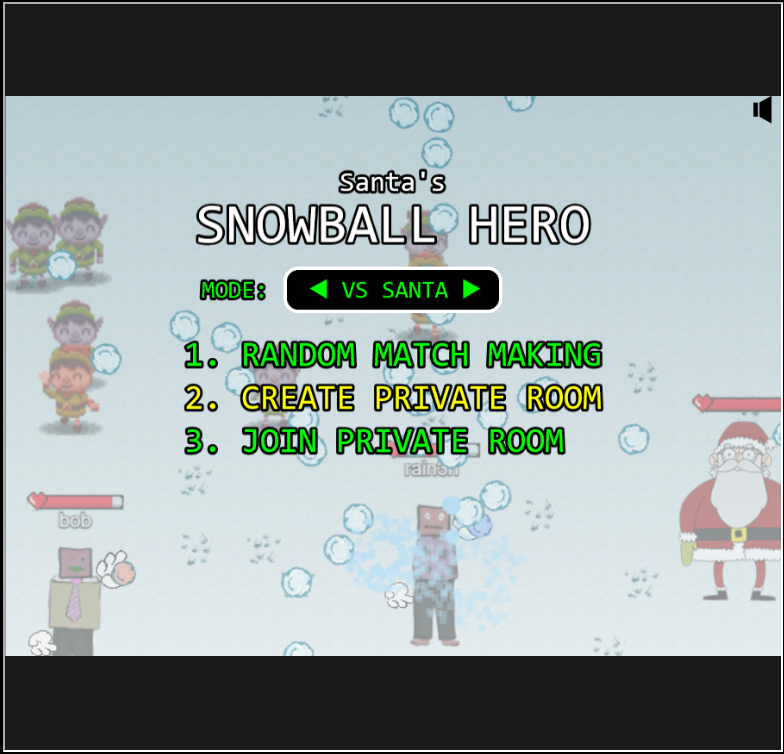 Santa's
SNOWBALL HERO
MODE: ◀ VS SANTA ▶
1. RANDOM MATCH MAKING
2. CREATE PRIVATE ROOM
3. JOIN PRIVATE ROOM
bob